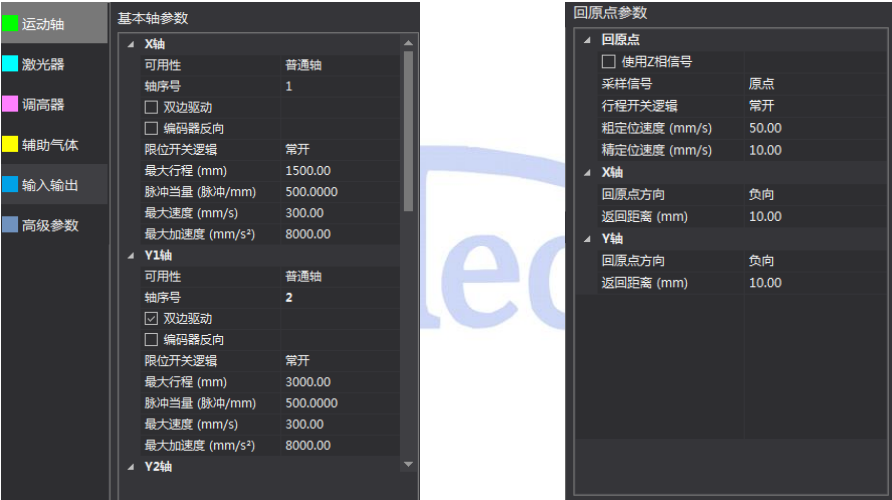 运动轴
激光器
调高器
辅助气体
输入输出
高级参数
基本轴参数
X轴
可用性 普通轴
轴序号 1
双边驱动
编码器反向
限位开关逻辑 常开
最大行程 (mm) 1500.00
脉冲当量 (脉冲/mm) 500.0000
最大速度 (mm/s) 300.00
最大加速度 (mm/s²) 8000.00
Y1轴
可用性 普通轴
轴序号 2
双边驱动
编码器反向
限位开关逻辑 常开
最大行程 (mm) 3000.00
脉冲当量 (脉冲/mm) 500.0000
最大速度 (mm/s) 300.00
最大加速度 (mm/s²) 8000.00
Y2轴
回原点参数
回原点
使用Z相信号
采样信号 原点
行程开关逻辑 常开
粗定位速度 (mm/s) 50.00
精定位速度 (mm/s) 10.00
X轴
回原点方向 负向
返回距离 (mm) 10.00
Y轴
回原点方向 负向
返回距离 (mm) 10.00